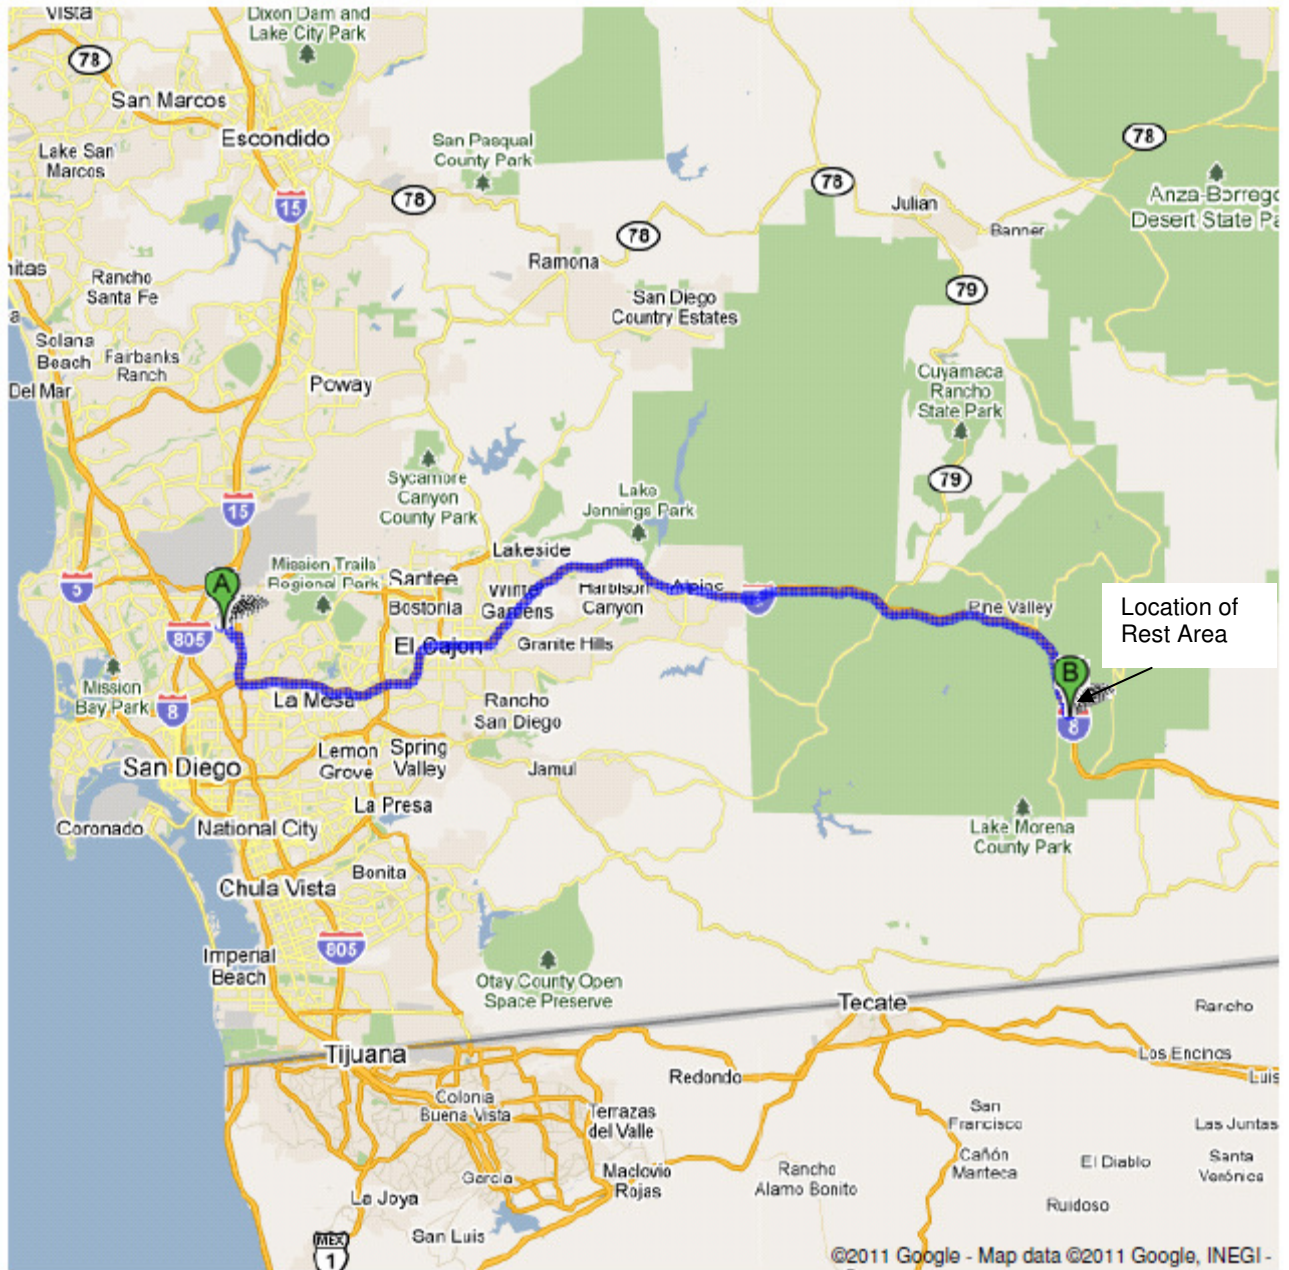 Vista
Dixon Dam and
Lake City Park
78
San Marcos
Escondido
San Pasqual
County Park
78
Lake San
Marcos
78
Anza-Borrego
Desert State Pa
15
78
78
Julian
Banner
nitas
Rancho
Santa Fe
Ramona
San Diego
Country Estates
79
a
Solana
Beach
Fairbanks
Ranch
Del Mar
Poway
Cuyamaca
Rancho
State Park
Sycamore
Canyon
County Park
79
Lake
Jennings Park
15
Lakeside
Mission Trails
Regional Park
Santee
5
A
Winter
Gardens
Harbison
Canyon
Alpine
Bostonia
Pine Valley
Location of
Rest Area
805
El Cajon
Granite Hills
B
Mission
Bay Park
8
La Mesa
Rancho
San Diego
8
San Diego
Lemon
Grove
Spring
Valley
Jamul
La Presa
Coronado
National City
Lake Morena
County Park
Bonita
Chula Vista
805
Imperial
Beach
Otay County Open
Space Preserve
Tecate
Rancho
Tijuana
Los Encinos
Redondo
Luis
Colonia
Buena Vista
Terrazas
del Valle
San
Francisco
Las Juntas
Cañón
Manteca
El Diablo
Santa
Verónica
Garcia
Maclovio
Rojas
Rancho
Alamo Bonito
La Joya
Ruidoso
San Luis
MEX
1
©2011 Google - Map data ©2011 Google, INEGI -